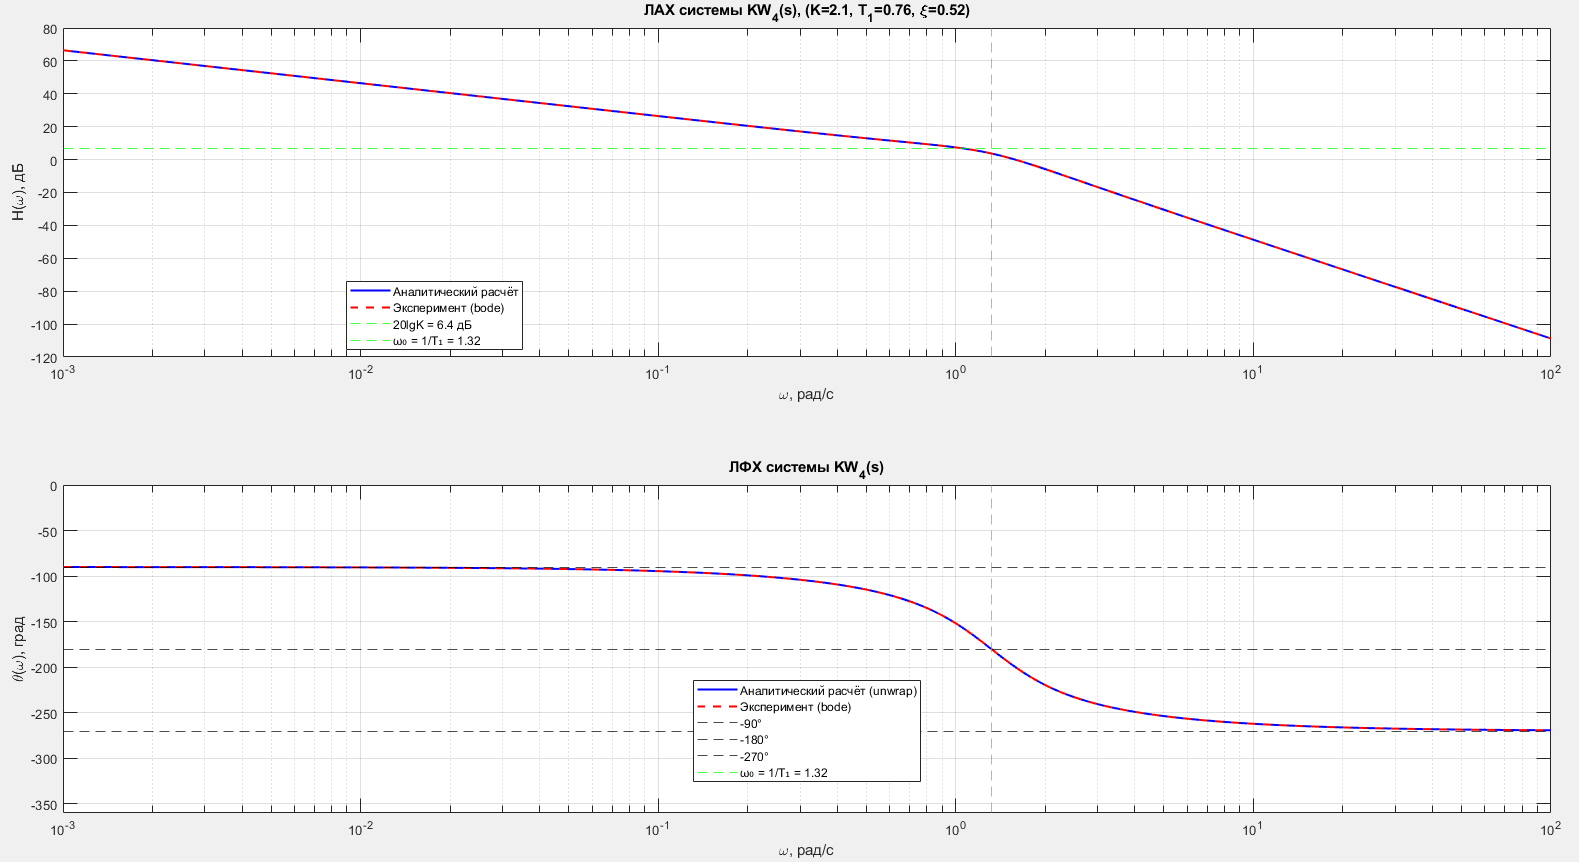 ЛАХ системы KW₄(s), (K=2.1, T₁=0.76, ξ=0.52)
80
60
40
20
0
-20
-40
-60
-80
-100
-120
H(ω), дБ
Аналитический расчёт
Эксперимент (bode)
20lgK = 6.4 дБ
ω₀ = 1/T₁ = 1.32
10⁻³ 10⁻² 10⁻¹ 10⁰ 10¹ 10²
ω, рад/с
ЛФХ системы KW₄(s)
0
-50
-100
-150
-200
-250
-300
-350
θ(ω), град
Аналитический расчёт (unwrap)
Эксперимент (bode)
-90°
-180°
-270°
ω₀ = 1/T₁ = 1.32
10⁻³ 10⁻² 10⁻¹ 10⁰ 10¹ 10²
ω, рад/с